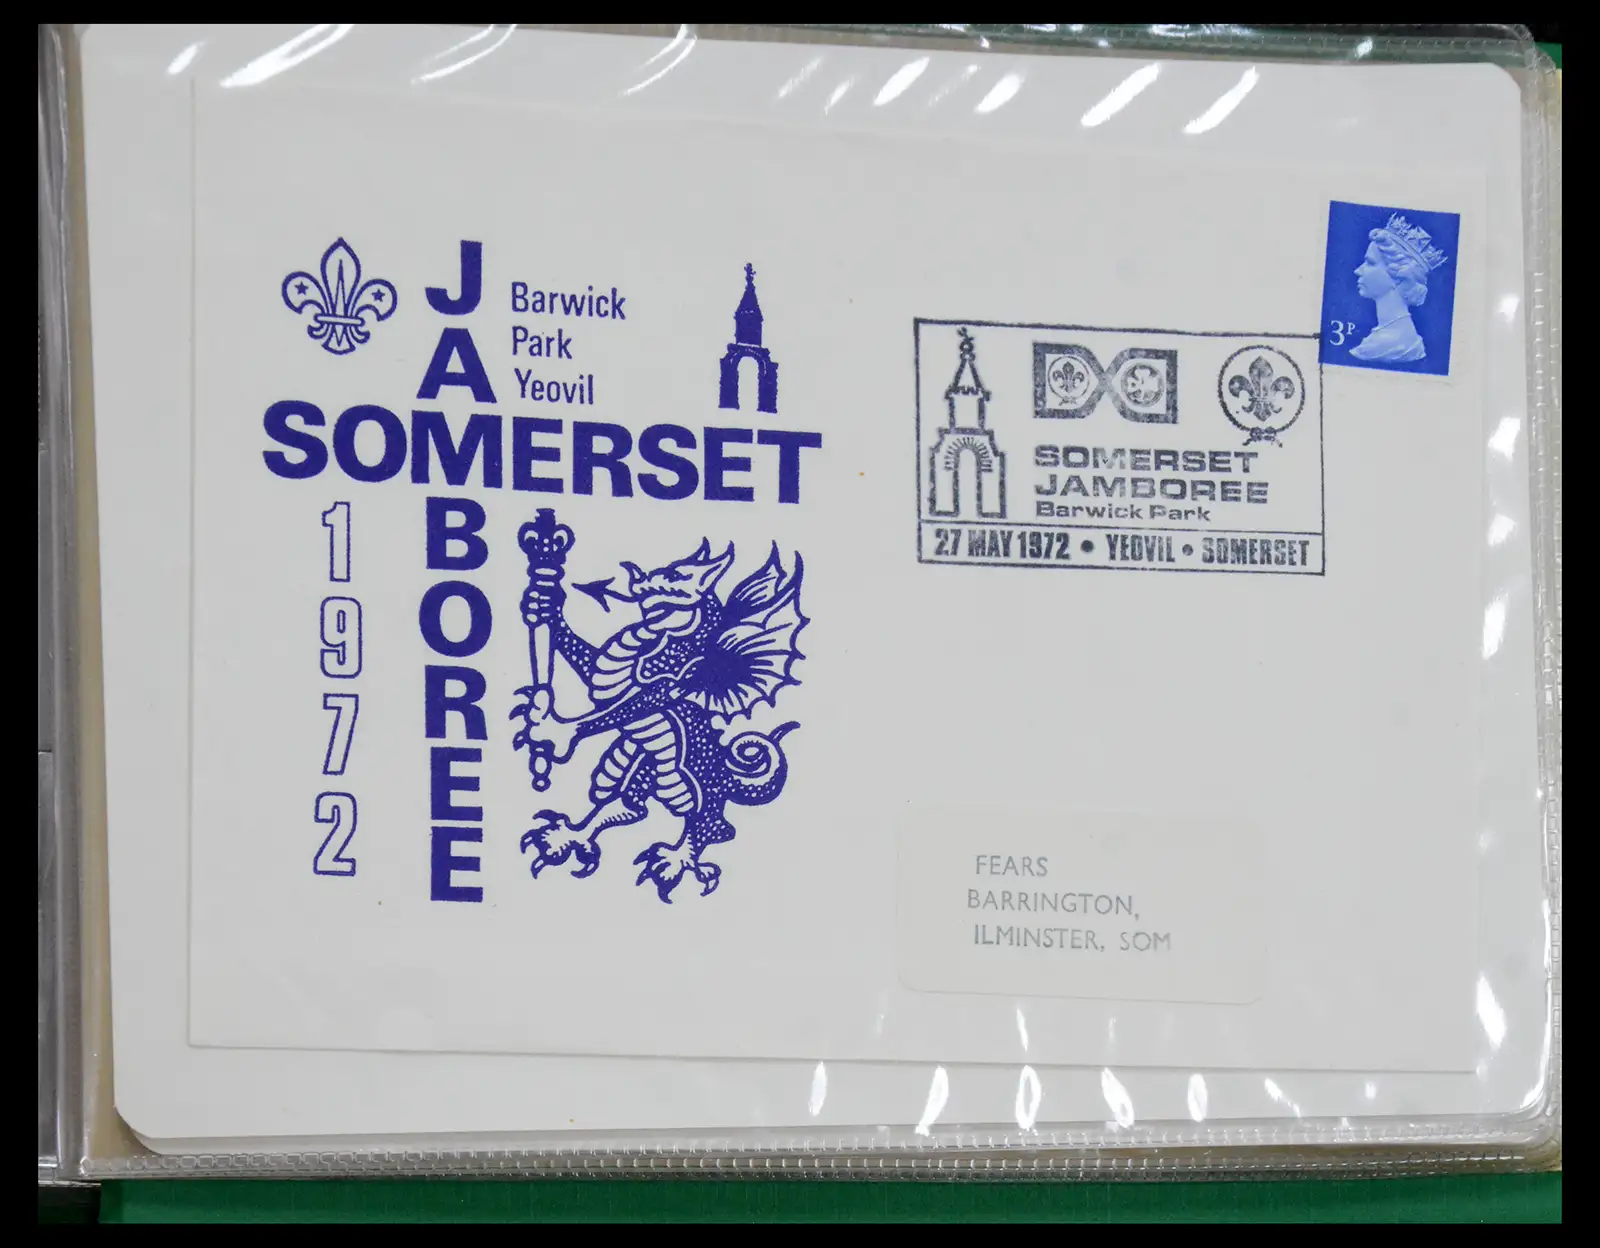 JAMBOREE
Barwick
Park
Yeovil
SOMERSET
1972
3P
SOMERSET
JAMBOREE
Barwick Park
27 MAY 1972 • YEOVIL • SOMERSET
FEARS
BARRINGTON,
ILMINSTER, SOM